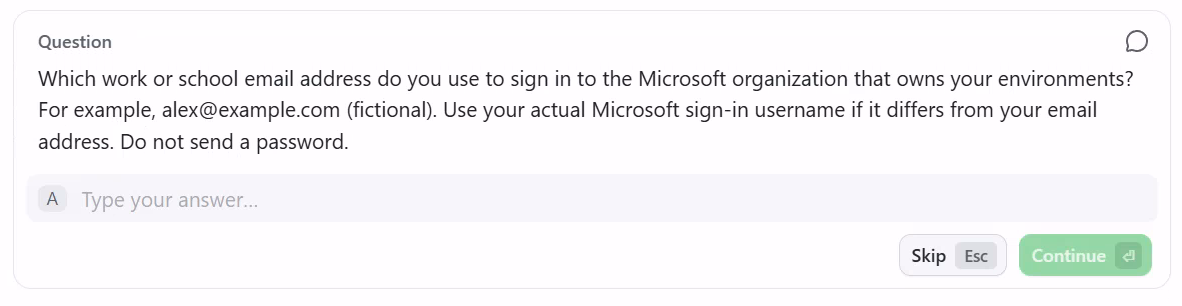 Question
Which work or school email address do you use to sign in to the Microsoft organization that owns your environments?
For example, alex@example.com (fictional). Use your actual Microsoft sign-in username if it differs from your email
address. Do not send a password.
A Type your answer...
Skip Esc Continue